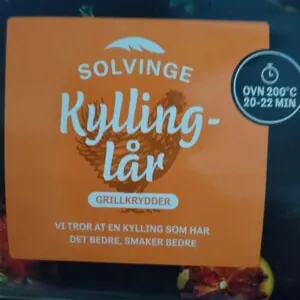 SOLVINGE
Kylling-
lår
GRILLKRYDDER
VI TROR AT EN KYLLING SOM HAR
DET BEDRE, SMAKER BEDRE
OVN 200°C
20-22 MIN